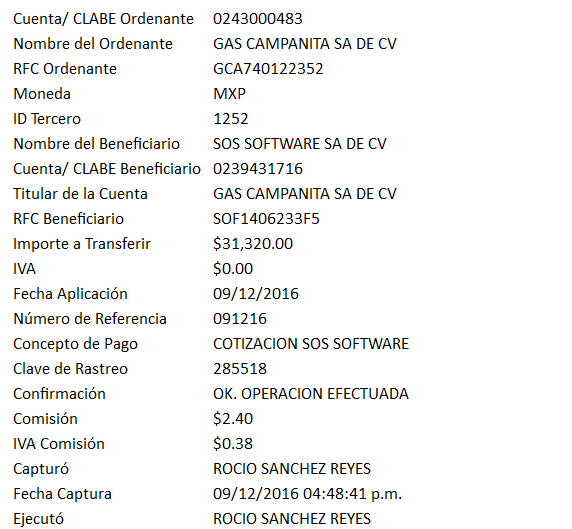 Cuenta/ CLABE Ordenante 0243000483
Nombre del Ordenante GAS CAMPANITA SA DE CV
RFC Ordenante GCA740122352
Moneda MXP
ID Tercero 1252
Nombre del Beneficiario SOS SOFTWARE SA DE CV
Cuenta/ CLABE Beneficiario 0239431716
Titular de la Cuenta GAS CAMPANITA SA DE CV
RFC Beneficiario SOF1406233F5
Importe a Transferir $31,320.00
IVA $0.00
Fecha Aplicación 09/12/2016
Número de Referencia 091216
Concepto de Pago COTIZACION SOS SOFTWARE
Clave de Rastreo 285518
Confirmación OK. OPERACION EFECTUADA
Comisión $2.40
IVA Comisión $0.38
Capturó ROCIO SANCHEZ REYES
Fecha Captura 09/12/2016 04:48:41 p.m.
Ejecutó ROCIO SANCHEZ REYES